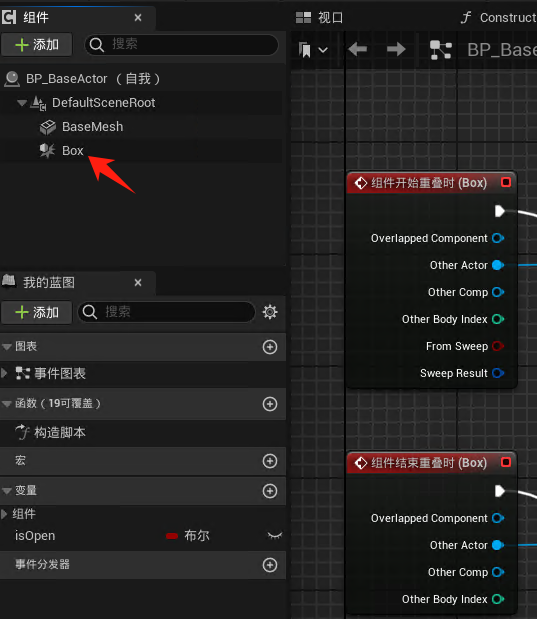 组件
添加
搜索
BP_BaseActor （自我）
DefaultSceneRoot
BaseMesh
Box
我的蓝图
添加
搜索
图表
事件图表
函数（19可覆盖）
构造脚本
宏
变量
组件
isOpen 布尔
事件分发器
视口
Construct
BP_Base
组件开始重叠时 (Box)
Overlapped Component
Other Actor
Other Comp
Other Body Index
From Sweep
Sweep Result
组件结束重叠时 (Box)
Overlapped Component
Other Actor
Other Comp
Other Body Index